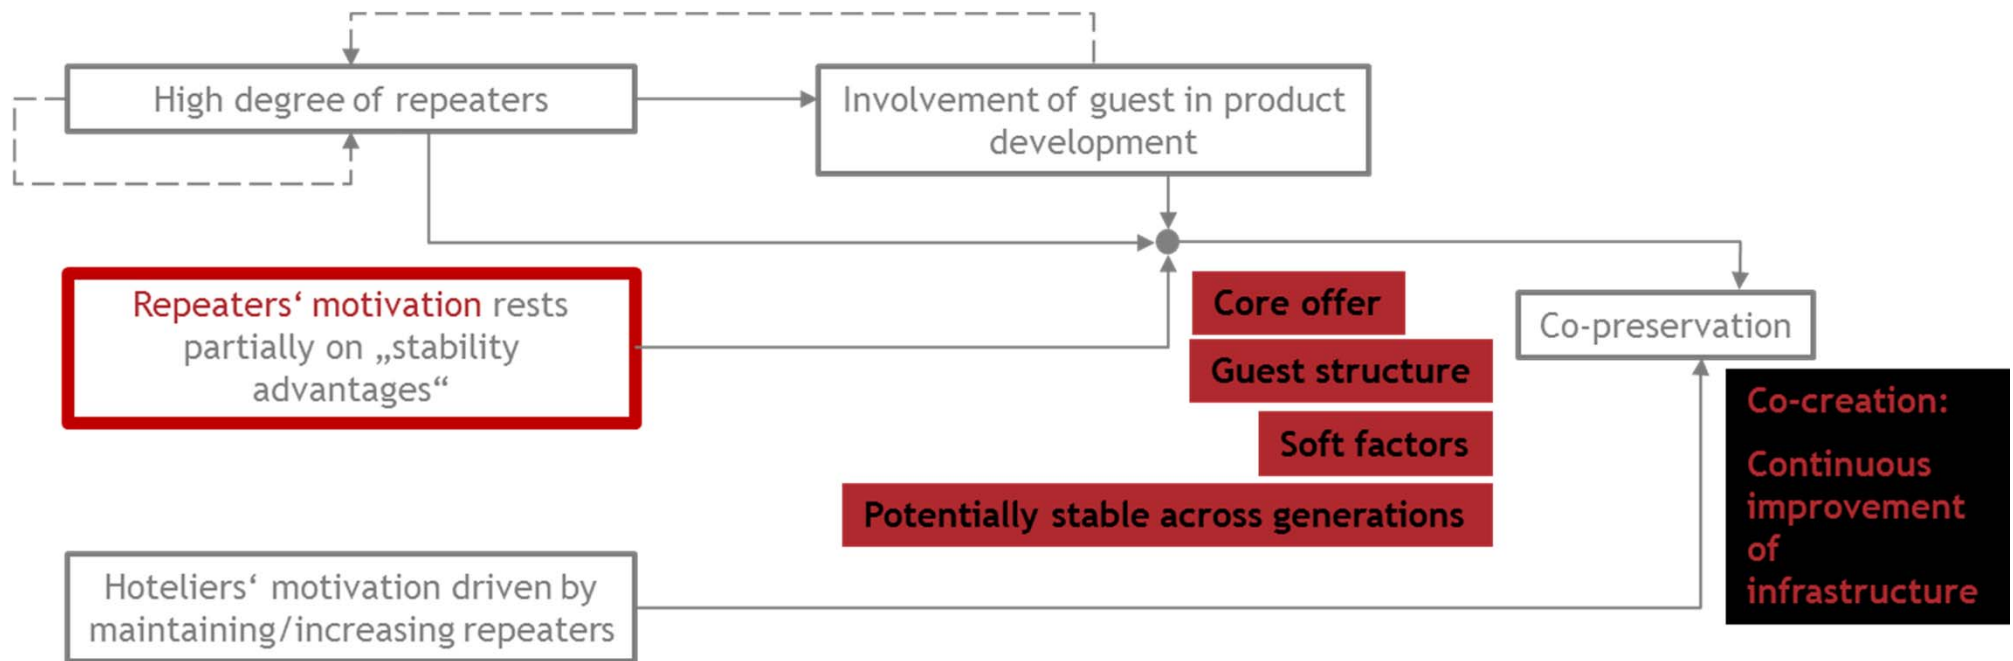 High degree of repeaters
Involvement of guest in product
development
Repeaters‘ motivation rests
partially on „stability
advantages“
Core offer
Guest structure
Soft factors
Potentially stable across generations
Co-preservation
Co-creation:
Continuous
improvement
of
infrastructure
Hoteliers‘ motivation driven by
maintaining/increasing repeaters